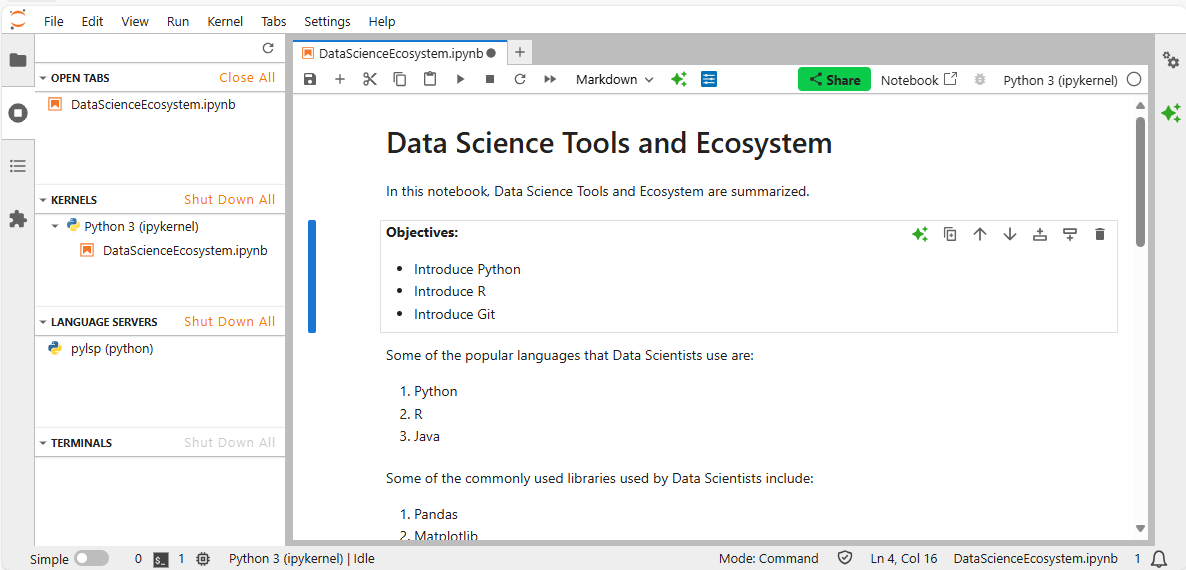 File Edit View Run Kernel Tabs Settings Help
OPEN TABS Close All
DataScienceEcosystem.ipynb
KERNELS Shut Down All
Python 3 (ipykernel)
DataScienceEcosystem.ipynb
LANGUAGE SERVERS Shut Down All
pylsp (python)
TERMINALS Shut Down All
DataScienceEcosystem.ipynb
Markdown Share Notebook Python 3 (ipykernel)
Data Science Tools and Ecosystem
In this notebook, Data Science Tools and Ecosystem are summarized.
Objectives:
• Introduce Python
• Introduce R
• Introduce Git
Some of the popular languages that Data Scientists use are:
1. Python
2. R
3. Java
Some of the commonly used libraries used by Data Scientists include:
1. Pandas
2. Matplotlib
Simple 0 $_ 1 Python 3 (ipykernel) | Idle Mode: Command Ln 4, Col 16 DataScienceEcosystem.ipynb 1